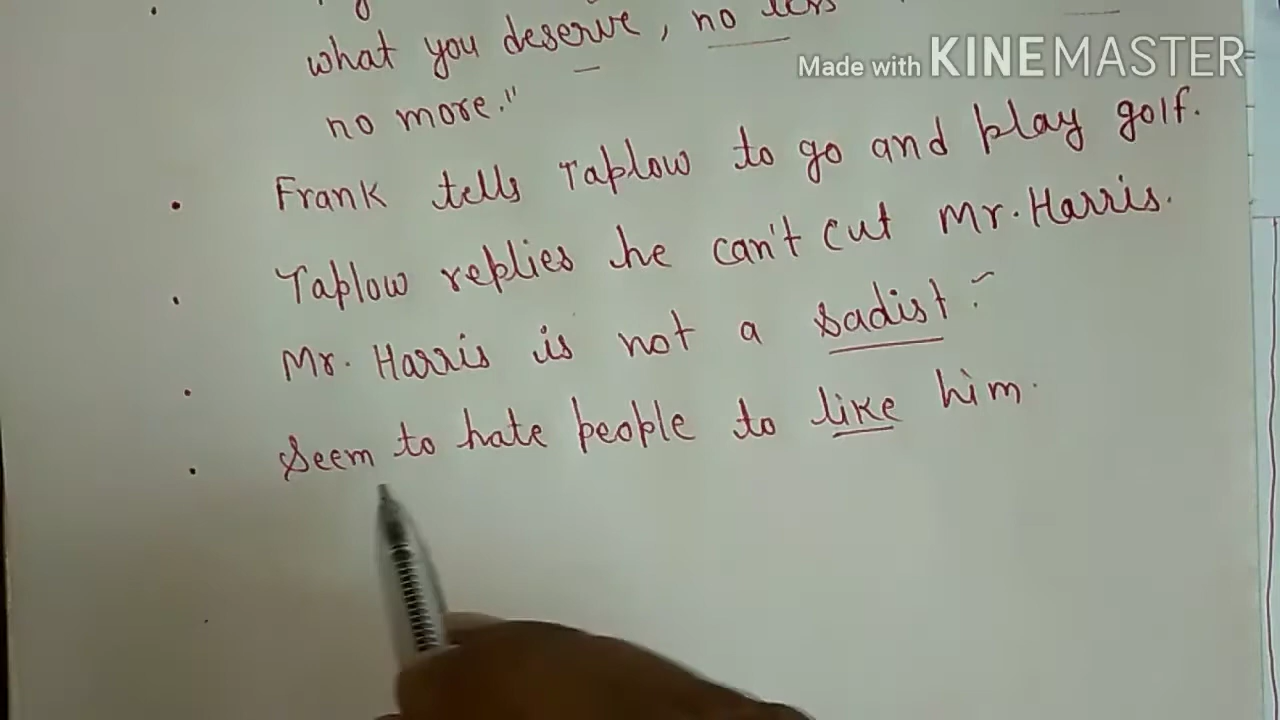 what you deserve, no less
no more."
Made with KINEMASTER
. Frank tells Taplow to go and play golf.
. Taplow replies he can't cut Mr. Harris.
. Mr. Harris is not a sadist :-
. Seem to hate people to like him.